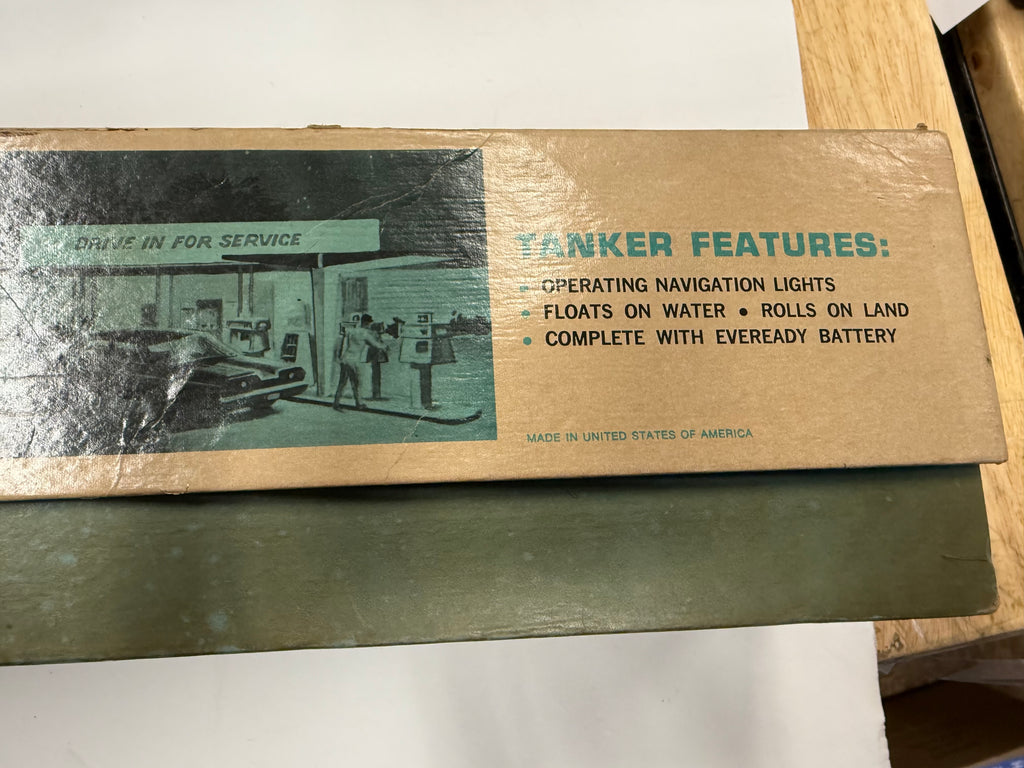 DRIVE IN FOR SERVICE
TANKER FEATURES:
• OPERATING NAVIGATION LIGHTS
• FLOATS ON WATER • ROLLS ON LAND
• COMPLETE WITH EVEREADY BATTERY
MADE IN UNITED STATES OF AMERICA